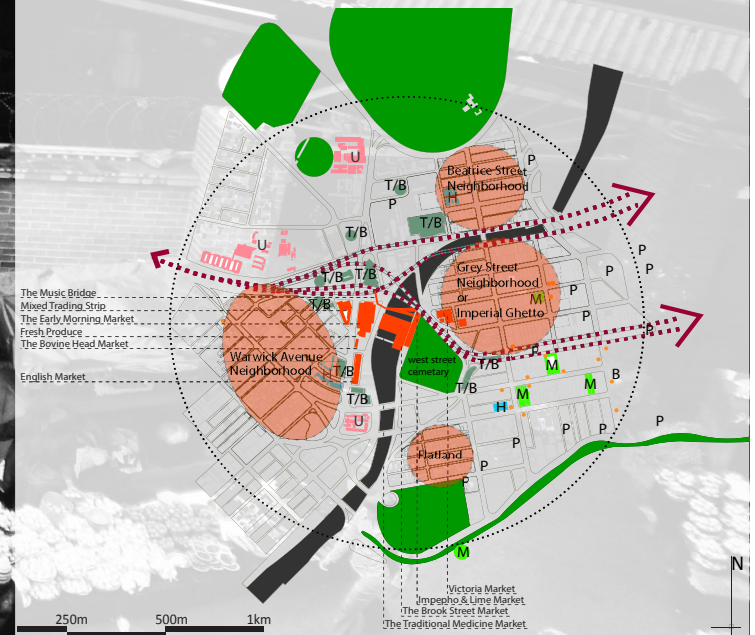 U
P
Beatrice Street
Neighborhood
T/B
H
P
T/B
T/B
U
P
P
T/B
T/B
Grey Street
Neighborhood
or
Imperial Ghetto
M
P
P
P
The Music Bridge
Mixed Trading Strip
The Early Morning Market
Fresh Produce
The Bovine Head Market
English Market
T/B
Warwick Avenue
Neighborhood
T/B
T/B
U
west street
cemetary
P
T/B
T/B
M
M
M
B
H
P
P
P
P
Flatland
P
P
M
N
Victoria Market
Impepho & Lime Market
The Brook Street Market
The Traditional Medicine Market
250m
500m
1km